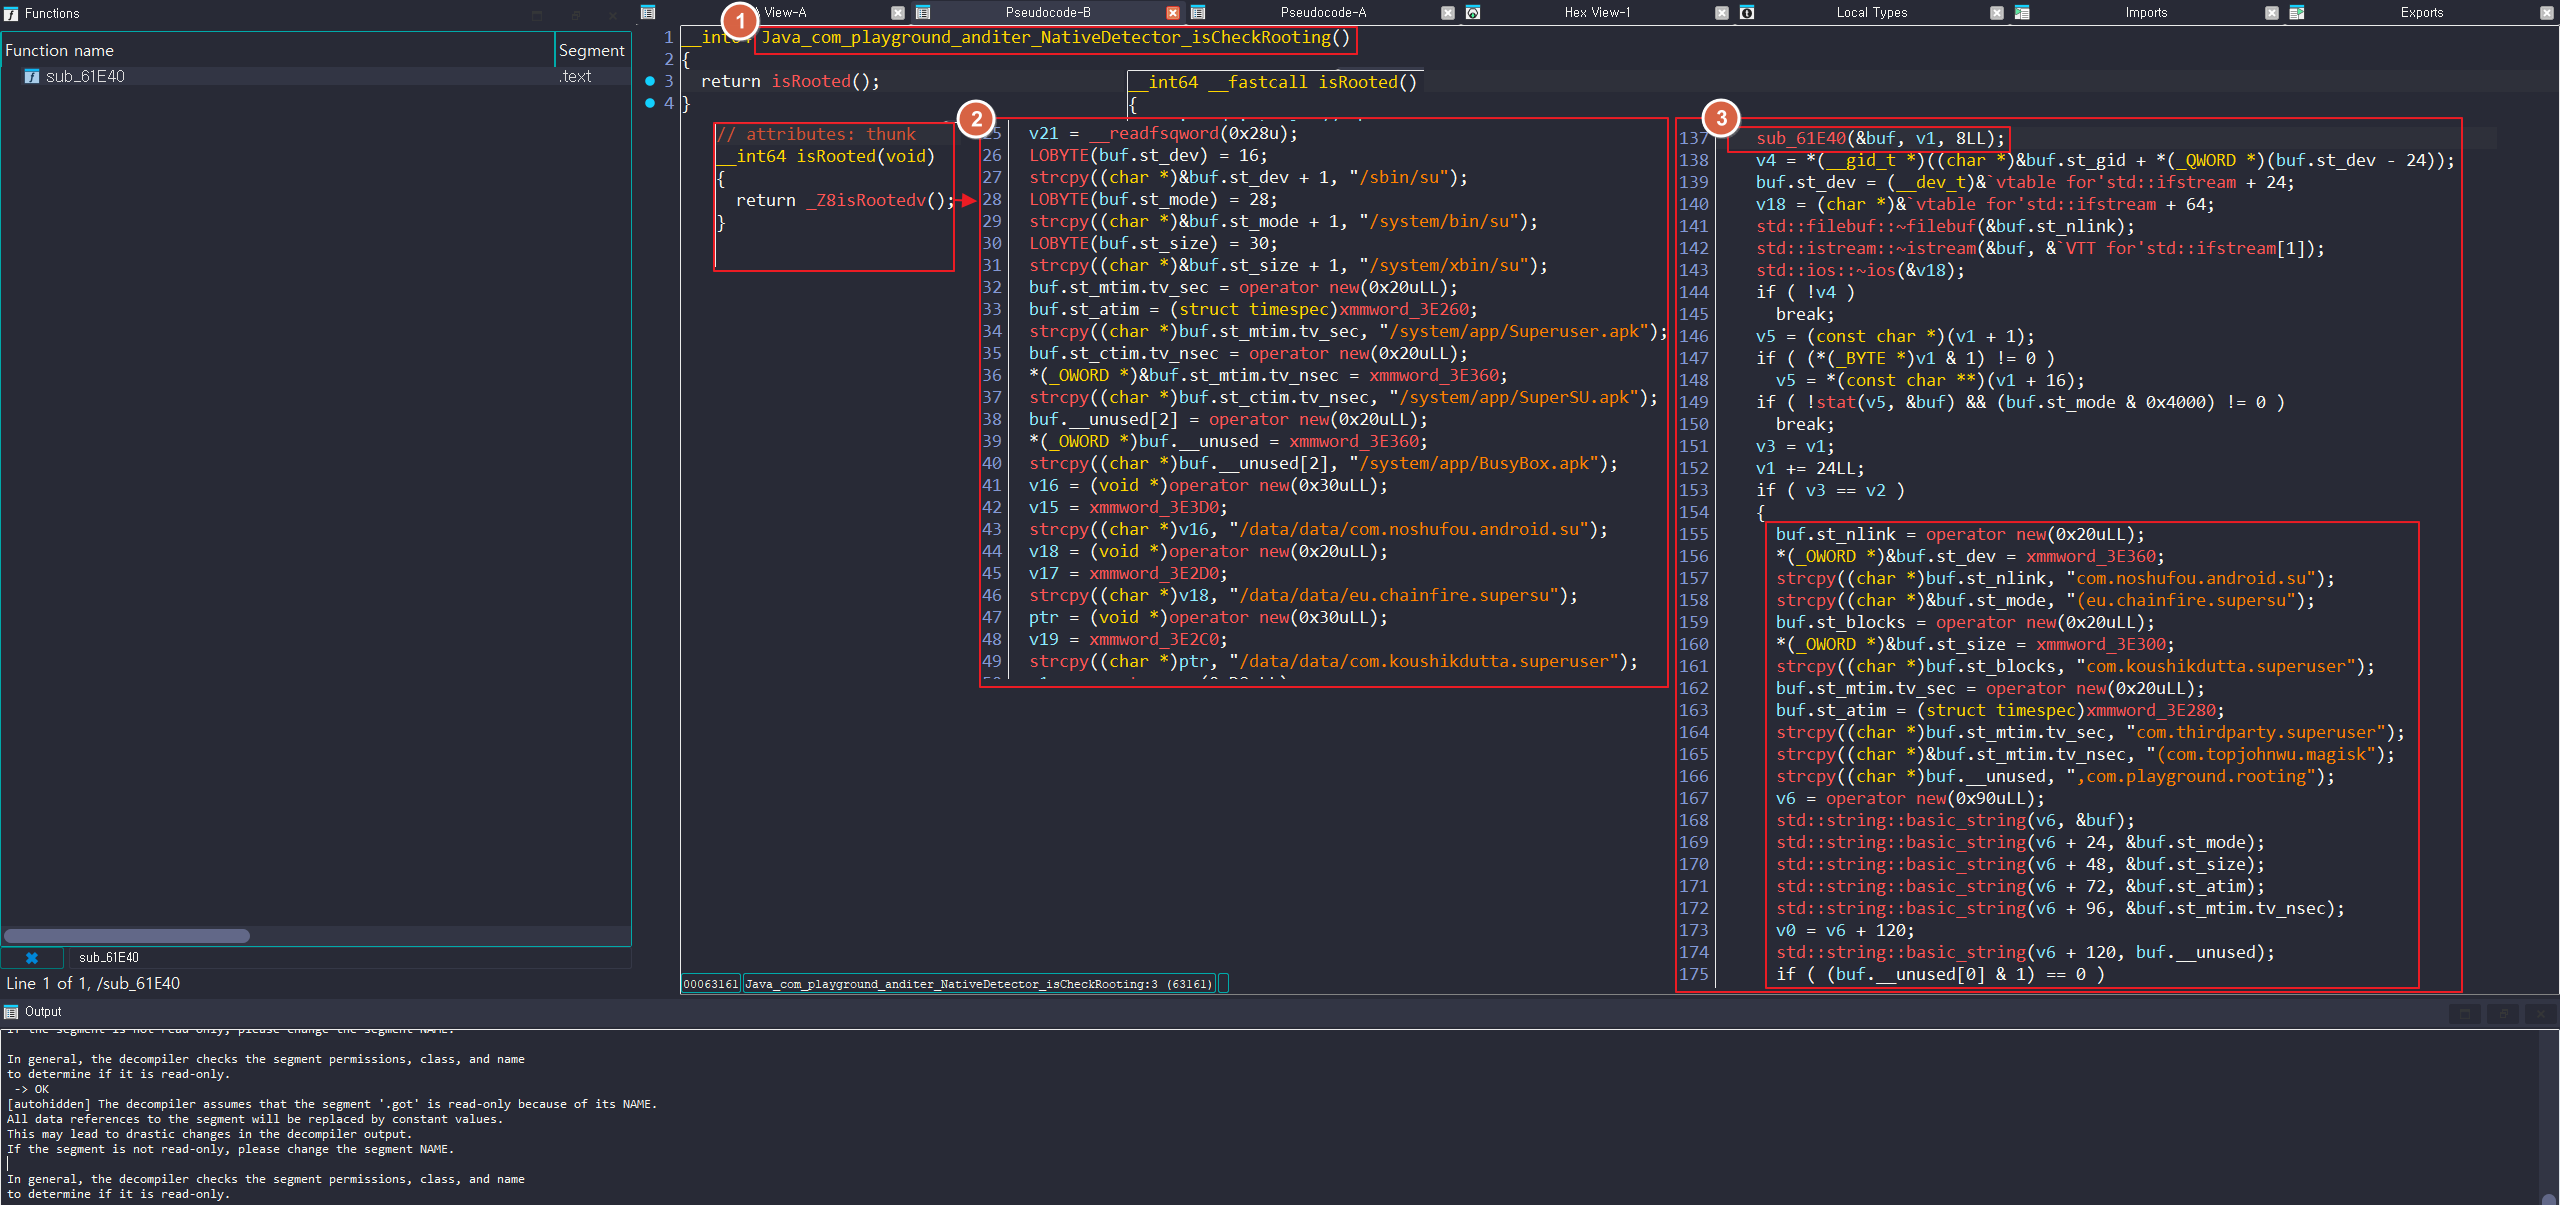 Functions
Function name Segment
sub_61E40 .text
sub_61E40
Line 1 of 1, /sub_61E40
View-A Pseudocode-B Pseudocode-A Hex View-1 Local Types Imports Exports
1
1 __int64 Java_com_playground_anditer_NativeDetector_isCheckRooting()
2 {
3 return isRooted();
4 }
__int64 __fastcall isRooted()
{
// attributes: thunk
__int64 isRooted(void)
{
return _Z8isRootedv();
}
2
25 v21 = __readfsqword(0x28u);
26 LOBYTE(buf.st_dev) = 16;
27 strcpy((char *)&buf.st_dev + 1, "/sbin/su");
28 LOBYTE(buf.st_mode) = 28;
29 strcpy((char *)&buf.st_mode + 1, "/system/bin/su");
30 LOBYTE(buf.st_size) = 30;
31 strcpy((char *)&buf.st_size + 1, "/system/xbin/su");
32 buf.st_mtim.tv_sec = operator new(0x20uLL);
33 buf.st_atim = (struct timespec)xmmword_3E260;
34 strcpy((char *)buf.st_mtim.tv_sec, "/system/app/Superuser.apk");
35 buf.st_ctim.tv_nsec = operator new(0x20uLL);
36 *(_OWORD *)&buf.st_mtim.tv_nsec = xmmword_3E360;
37 strcpy((char *)buf.st_ctim.tv_nsec, "/system/app/SuperSU.apk");
38 buf.__unused[2] = operator new(0x20uLL);
39 *(_OWORD *)buf.__unused = xmmword_3E360;
40 strcpy((char *)buf.__unused[2], "/system/app/BusyBox.apk");
41 v16 = (void *)operator new(0x30uLL);
42 v15 = xmmword_3E3D0;
43 strcpy((char *)v16, "/data/data/com.noshufou.android.su");
44 v18 = (void *)operator new(0x20uLL);
45 v17 = xmmword_3E2D0;
46 strcpy((char *)v18, "/data/data/eu.chainfire.supersu");
47 ptr = (void *)operator new(0x30uLL);
48 v19 = xmmword_3E2C0;
49 strcpy((char *)ptr, "/data/data/com.koushikdutta.superuser");
3
137 sub_61E40(&buf, v1, 8LL);
138 v4 = *(__gid_t *)((char *)&buf.st_gid + *(_QWORD *)(buf.st_dev - 24));
139 buf.st_dev = (__dev_t)&`vtable for'std::ifstream + 24;
140 v18 = (char *)&`vtable for'std::ifstream + 64;
141 std::filebuf::~filebuf(&buf.st_nlink);
142 std::istream::~istream(&buf, &`VTT for'std::ifstream[1]);
143 std::ios::~ios(&v18);
144 if ( !v4 )
145 break;
146 v5 = (const char *)(v1 + 1);
147 if ( (*(_BYTE *)v1 & 1) != 0 )
148 v5 = *(const char **)(v1 + 16);
149 if ( !stat(v5, &buf) && (buf.st_mode & 0x4000) != 0 )
150 break;
151 v3 = v1;
152 v1 += 24LL;
153 if ( v3 == v2 )
154 {
155 buf.st_nlink = operator new(0x20uLL);
156 *(_OWORD *)&buf.st_dev = xmmword_3E360;
157 strcpy((char *)buf.st_nlink, "com.noshufou.android.su");
158 strcpy((char *)&buf.st_mode, "(eu.chainfire.supersu");
159 buf.st_blocks = operator new(0x20uLL);
160 *(_OWORD *)&buf.st_size = xmmword_3E300;
161 strcpy((char *)buf.st_blocks, "com.koushikdutta.superuser");
162 buf.st_mtim.tv_sec = operator new(0x20uLL);
163 buf.st_atim = (struct timespec)xmmword_3E280;
164 strcpy((char *)buf.st_mtim.tv_sec, "com.thirdparty.superuser");
165 strcpy((char *)&buf.st_mtim.tv_nsec, "(com.topjohnwu.magisk");
166 strcpy((char *)buf.__unused, ",com.playground.rooting");
167 v6 = operator new(0x90uLL);
168 std::string::basic_string(v6, &buf);
169 std::string::basic_string(v6 + 24, &buf.st_mode);
170 std::string::basic_string(v6 + 48, &buf.st_size);
171 std::string::basic_string(v6 + 72, &buf.st_atim);
172 std::string::basic_string(v6 + 96, &buf.st_mtim.tv_nsec);
173 v0 = v6 + 120;
174 std::string::basic_string(v6 + 120, buf.__unused);
175 if ( (buf.__unused[0] & 1) == 0 )
00063161 Java_com_playground_anditer_NativeDetector_isCheckRooting:3 (63161)
Output
If the segment is not read-only, please change the segment NAME.
In general, the decompiler checks the segment permissions, class, and name
to determine if it is read-only.
-> OK
[autohidden] The decompiler assumes that the segment '.got' is read-only because of its NAME.
All data references to the segment will be replaced by constant values.
This may lead to drastic changes in the decompiler output.
If the segment is not read-only, please change the segment NAME.
In general, the decompiler checks the segment permissions, class, and name
to determine if it is read-only.